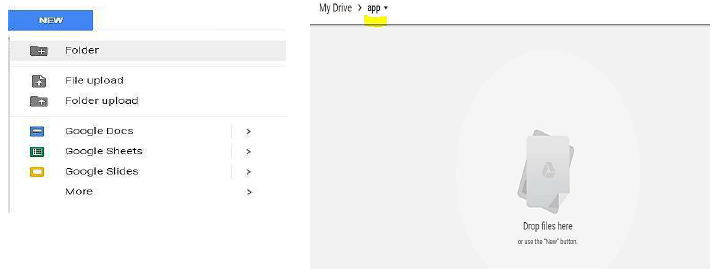 NEW
Folder
File upload
Folder upload
Google Docs
Google Sheets
Google Slides
More
My Drive > app
Drop files here
or use the "New" button.